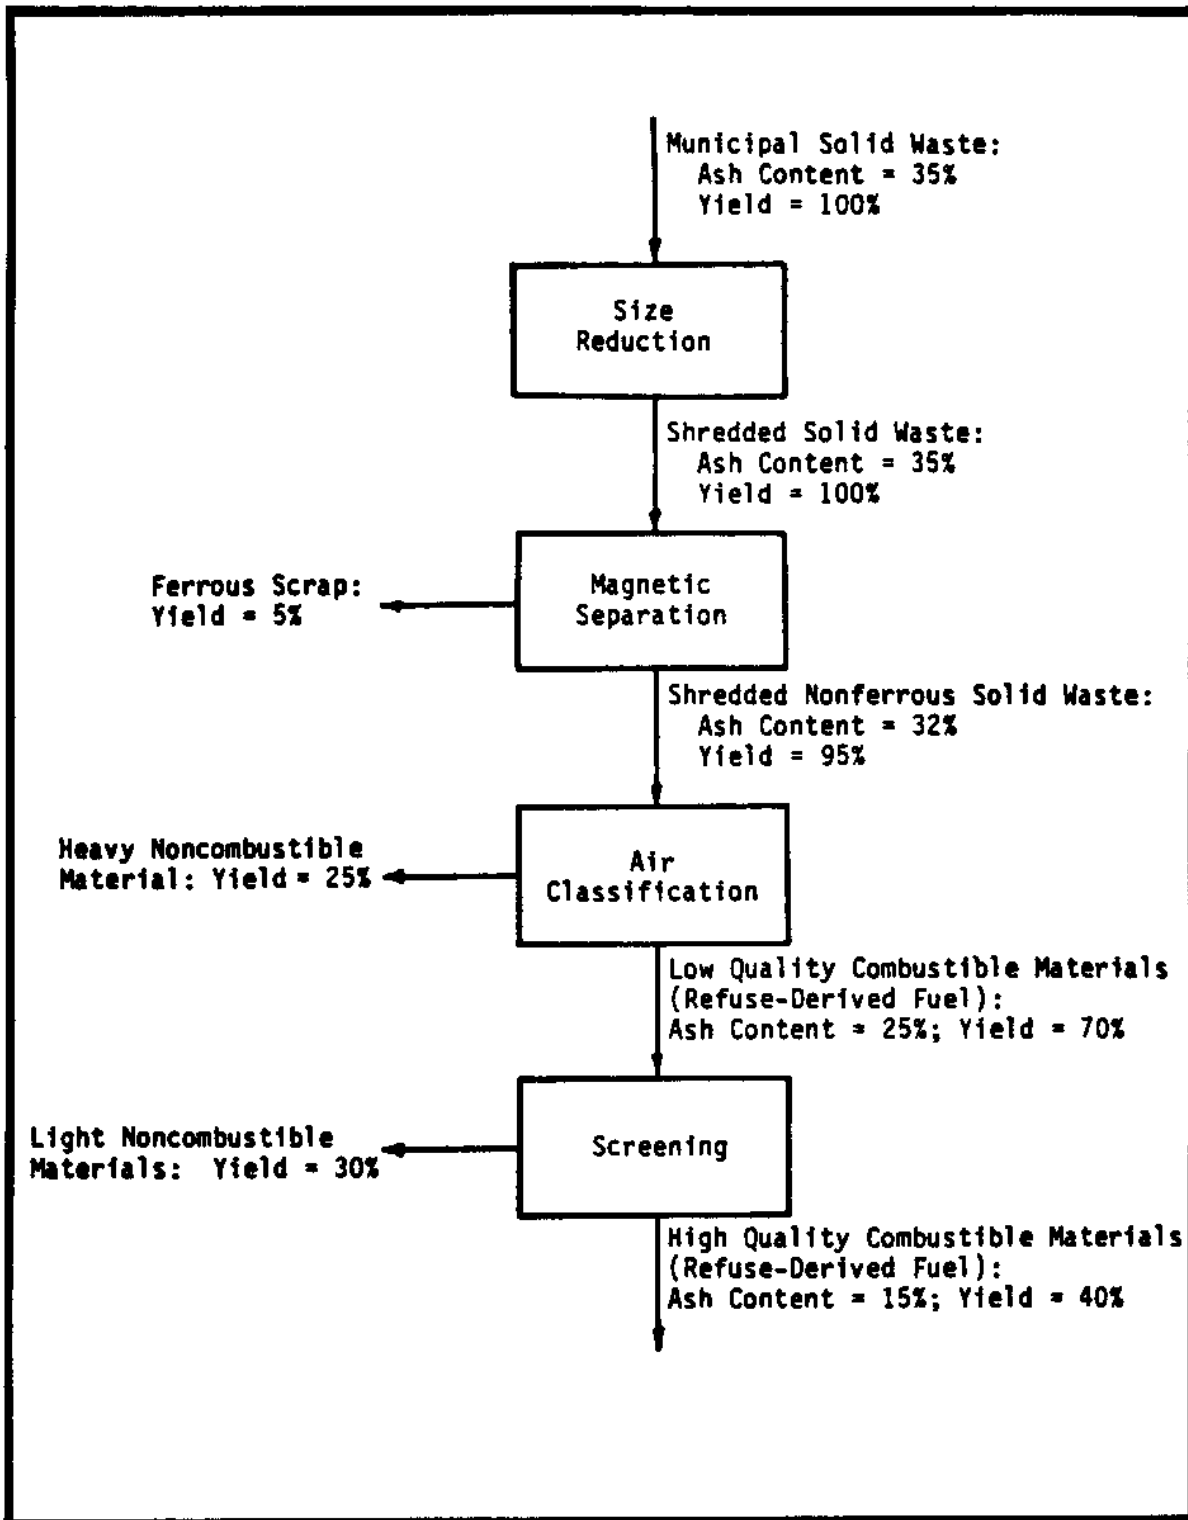 Municipal Solid Waste:
Ash Content = 35%
Yield = 100%
Size
Reduction
Shredded Solid Waste:
Ash Content = 35%
Yield = 100%
Ferrous Scrap:
Yield = 5%
Magnetic
Separation
Shredded Nonferrous Solid Waste:
Ash Content = 32%
Yield = 95%
Heavy Noncombustible
Material: Yield = 25%
Air
Classification
Low Quality Combustible Materials
(Refuse-Derived Fuel):
Ash Content = 25%; Yield = 70%
Light Noncombustible
Materials: Yield = 30%
Screening
High Quality Combustible Materials
(Refuse-Derived Fuel):
Ash Content = 15%; Yield = 40%